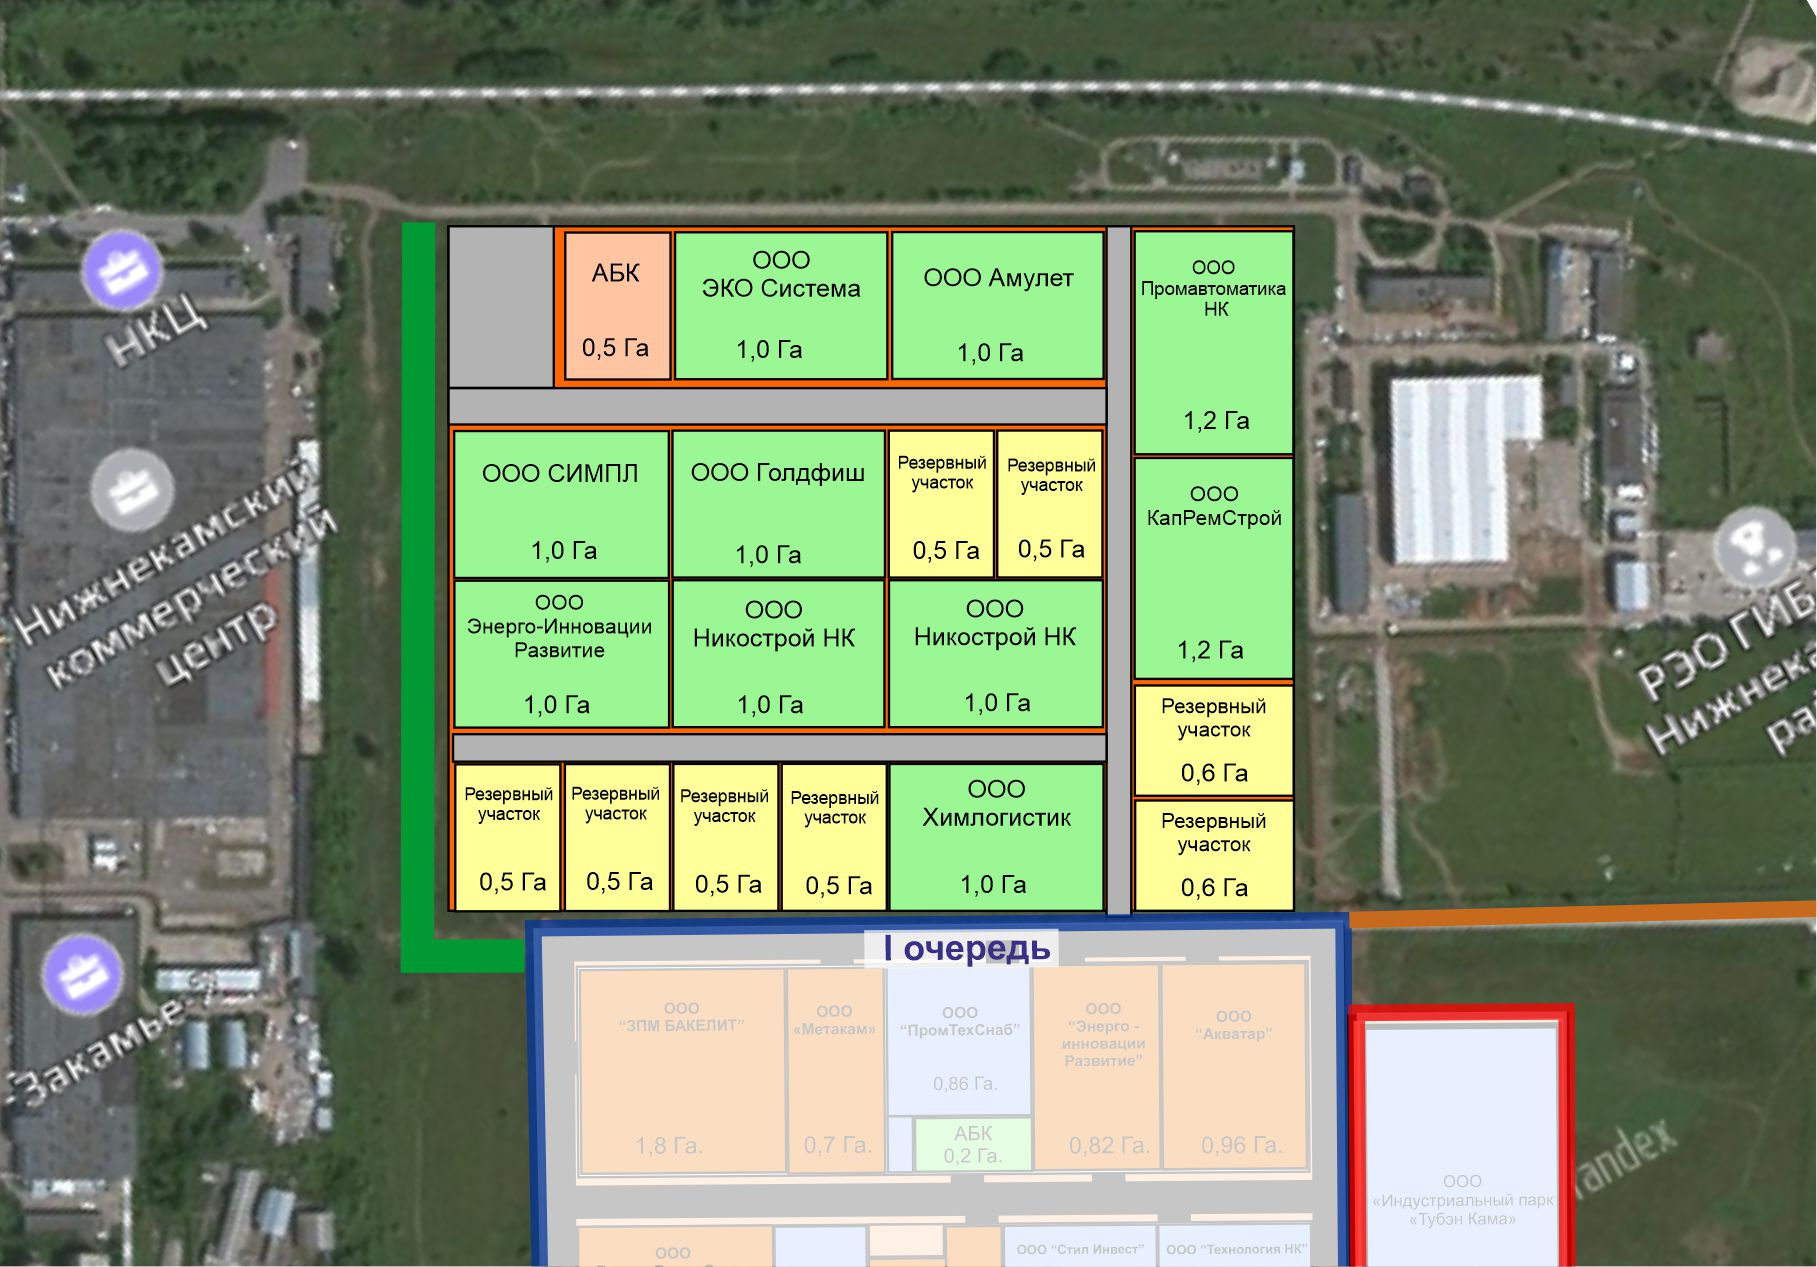 АБК
0,5 Га
ООО
ЭКО Система
1,0 Га
ООО Амулет
1,0 Га
ООО
Промавтоматика
НК
1,2 Га
ООО СИМПЛ
1,0 Га
ООО Голдфиш
1,0 Га
Резервный
участок
0,5 Га
Резервный
участок
0,5 Га
ООО
КапРемСтрой
1,2 Га
ООО
Энерго-Инновации
Развитие
1,0 Га
ООО
Никострой НК
1,0 Га
ООО
Никострой НК
1,0 Га
Резервный
участок
0,6 Га
Резервный
участок
0,5 Га
Резервный
участок
0,5 Га
Резервный
участок
0,5 Га
Резервный
участок
0,5 Га
ООО
Химлогистик
1,0 Га
Резервный
участок
0,6 Га
НКЦ
Нижнекамский
коммерческий
центр
Закамье-2
РЭО ГИБ
Нижнека
ра
I очередь
ООО
“ЗПМ БАКЕЛИТ”
1,8 Га.
ООО
«Метакам»
0,7 Га.
ООО
“ПромТехСнаб”
0,86 Га.
АБК
0,2 Га.
ООО
“Энерго -
инновации
Развитие”
0,82 Га.
ООО
“Акватар”
0,96 Га.
ООО
«Индустриальный парк
«Тубэн Кама»
andex
ООО
ООО “Стил Инвест”
ООО “Технология НК”